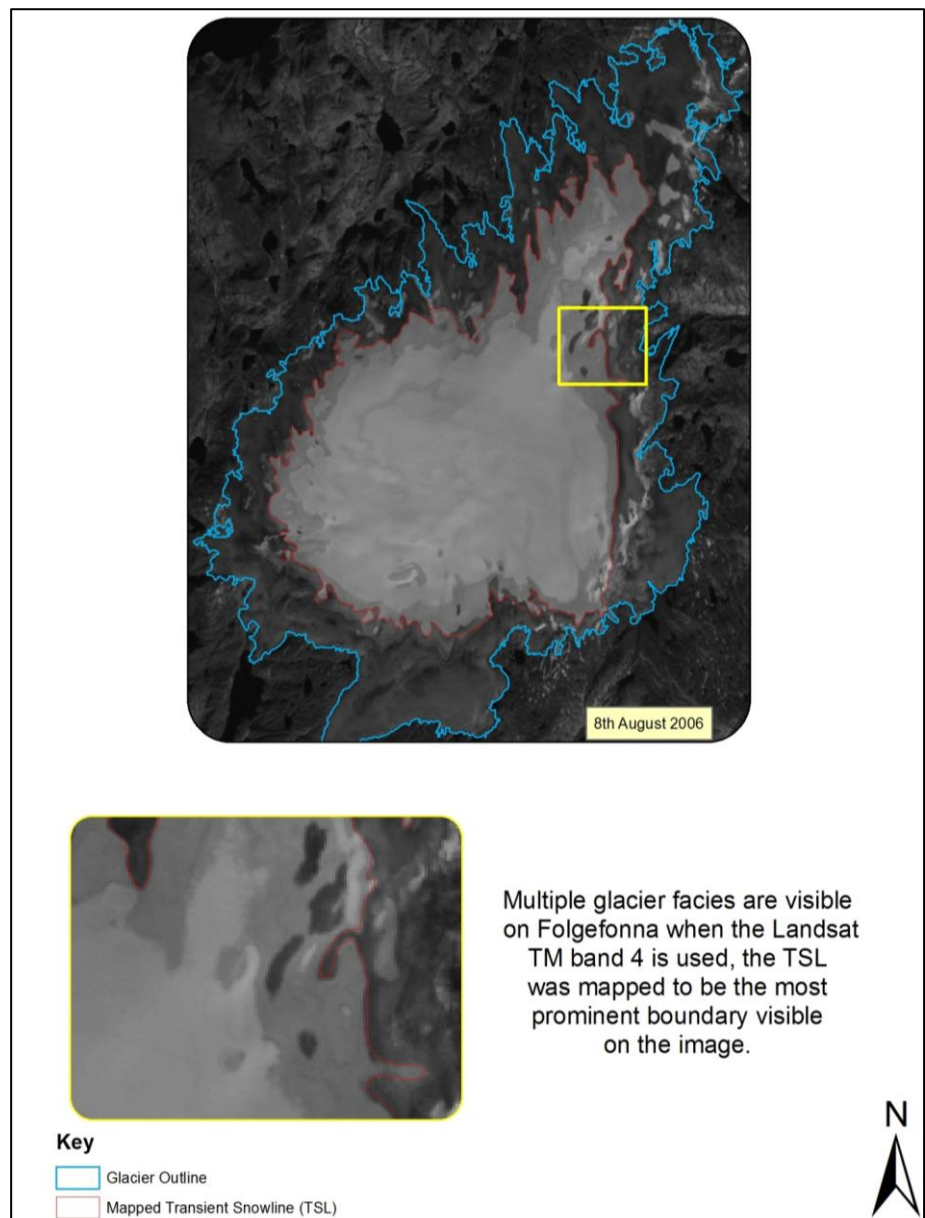 8th August 2006
Multiple glacier facies are visible
on Folgefonna when the Landsat
TM band 4 is used, the TSL
was mapped to be the most
prominent boundary visible
on the image.
N
Key
Glacier Outline
Mapped Transient Snowline (TSL)